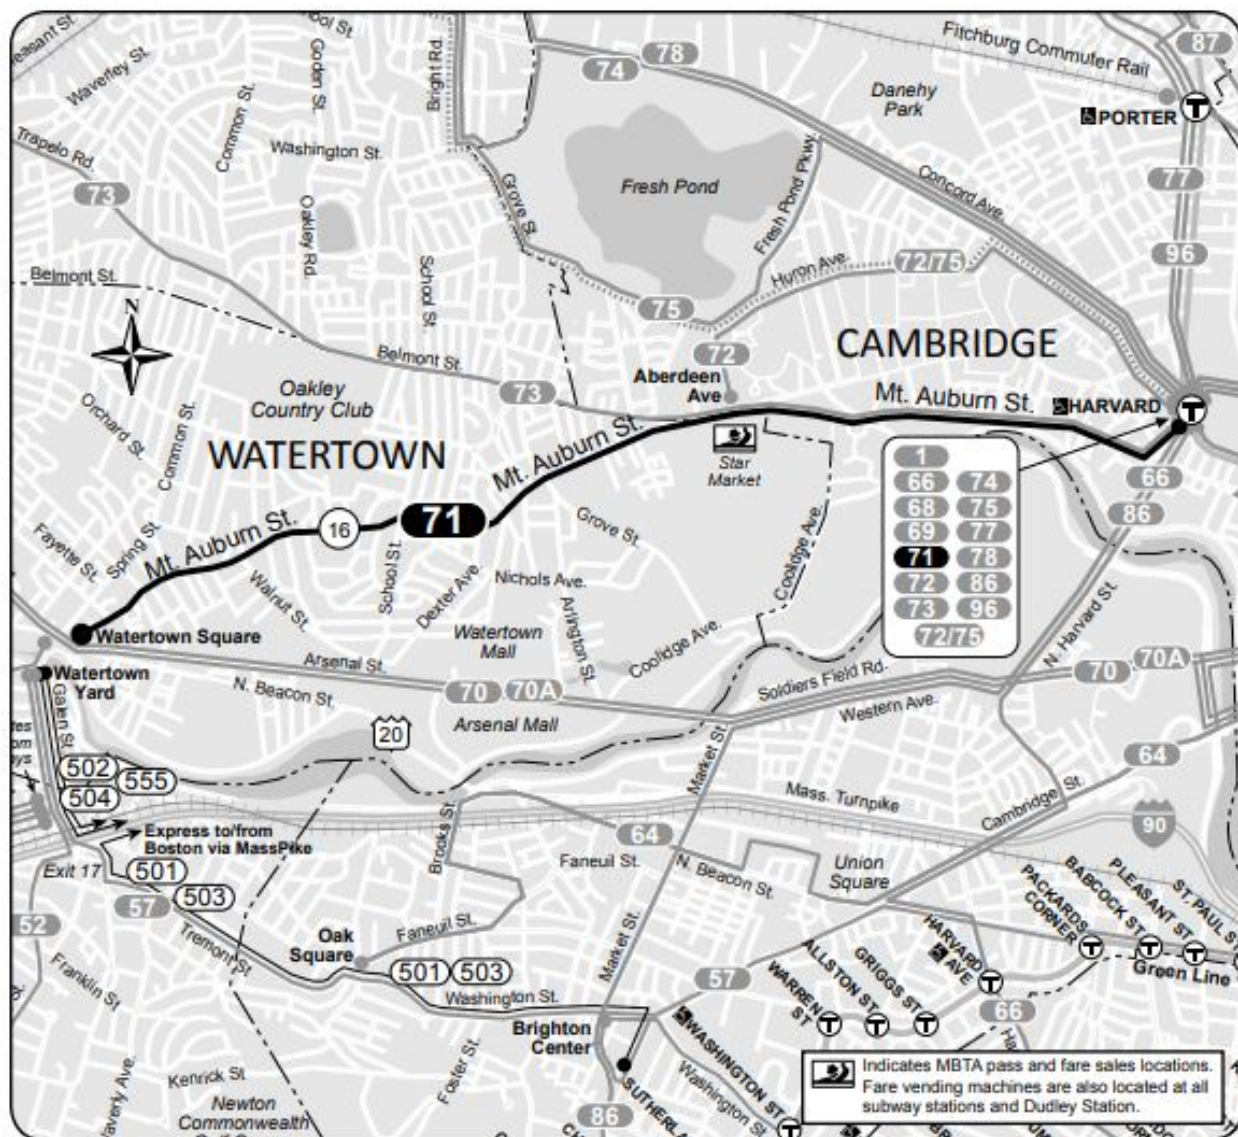 Waverley St.
Common St.
Goden St.
Bright Rd.
Washington St.
Trapelo Rd.
73
Oakley Rd.
School St.
Belmont St.
N
Grove St.
74
78
Fresh Pond
Fresh Pond Pkwy.
Danehy
Park
Fitchburg Commuter Rail
87
PORTER
T
77
96
Concord Ave.
Huron Ave.
72/75
75
72
CAMBRIDGE
Aberdeen
Ave
Belmont St.
73
Oakley
Country Club
Orchard St.
Common St.
WATERTOWN
Mt. Auburn St.
Mt. Auburn St.
HARVARD
T
Star
Market
1
66 74
68 75
69 77
71 78
72 86
73 96
72/75
66
86
Mt. Auburn St.
16
71
Fayette St.
Spring St.
Walnut St.
School St.
Dexter Ave.
Grove St.
Nichols Ave.
Arlington St.
Coolidge Ave.
Coolidge Ave.
Watertown
Mall
Watertown Square
Watertown
Yard
Galen St.
Arsenal St.
N. Beacon St.
70
70A
Arsenal Mall
20
Soldiers Field Rd.
Western Ave.
N. Harvard St.
70
70A
64
Market St.
Mass. Turnpike
Cambridge St.
90
502
555
504
Express to/from
Boston via MassPike
Exit 17
501
503
57
52
Tremont St.
Franklin St.
Brooks St.
64
Faneuil St.
N. Beacon St.
Union
Square
Oak
Square
Faneuil St.
501
503
Washington St.
Market St.
57
Brighton
Center
Foster St.
Kenrick St.
Newton
Commonwealth
86
WASHINGTON ST
Washington St.
WARREN
ST
ALLSTON ST
GRIGGS ST
HARVARD
AVE
66
PACKARDS
CORNER
BABCOCK ST
PLEASANT ST
ST. PAUL ST
Green Line
Indicates MBTA pass and fare sales locations.
Fare vending machines are also located at all
subway stations and Dudley Station.